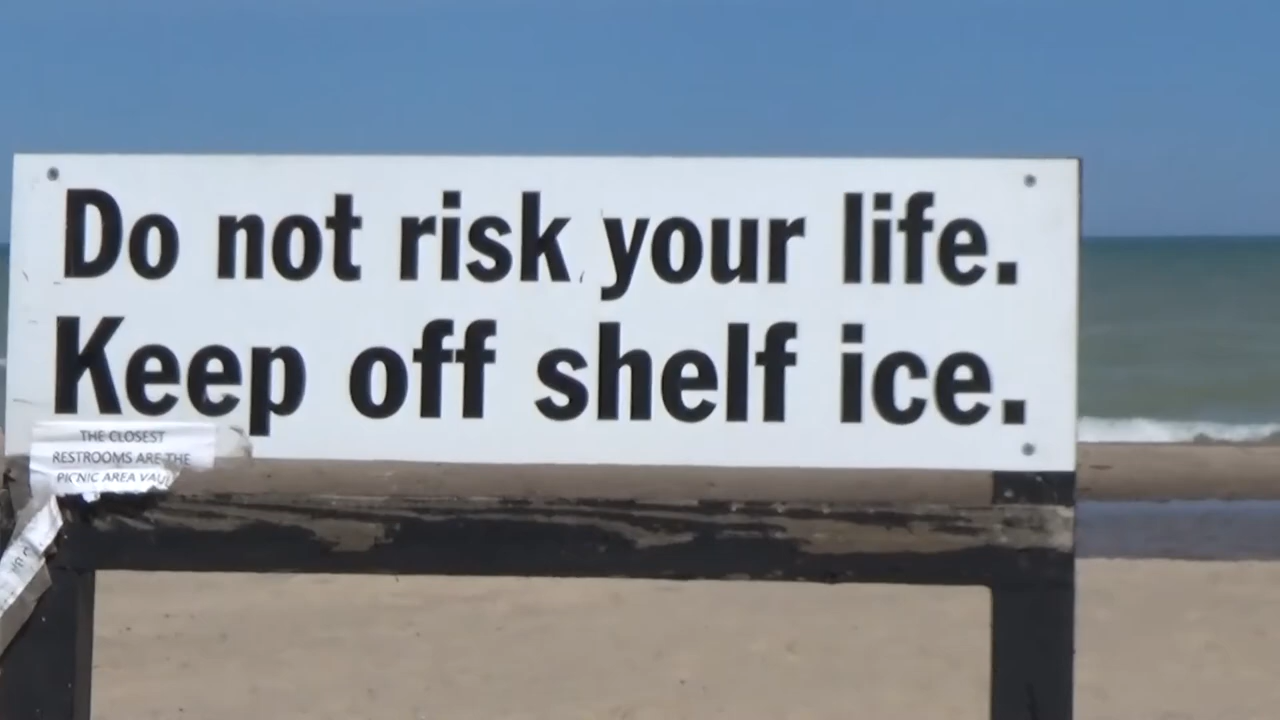 Do not risk your life.
Keep off shelf ice.
THE CLOSEST
RESTROOMS ARE THE
PICNIC AREA